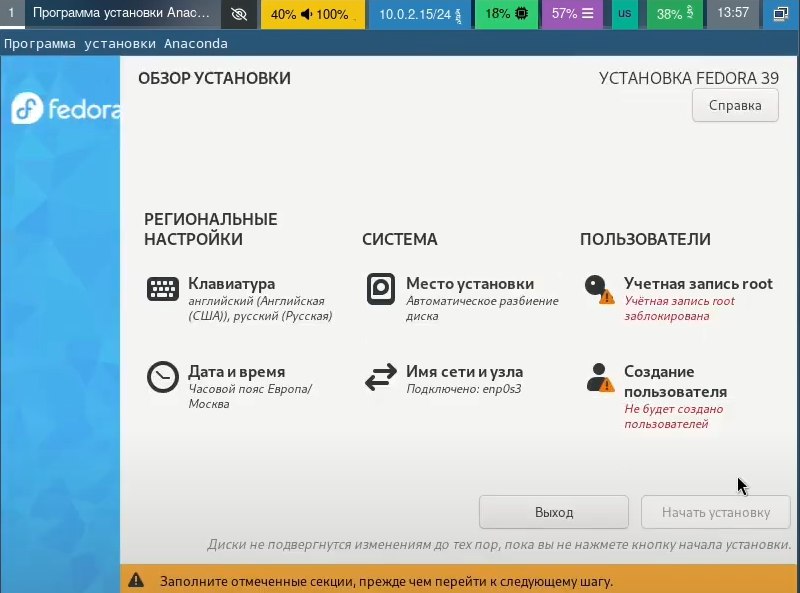 1 Программа установки Anac... 40% 100% 10.0.2.15/24 18% 57% us 38% 13:57
Программа установки Anaconda
fedora
ОБЗОР УСТАНОВКИ
УСТАНОВКА FEDORA 39
Справка
РЕГИОНАЛЬНЫЕ
НАСТРОЙКИ
Клавиатура
английский (Английская
(США)), русский (Русская)
Дата и время
Часовой пояс Европа/
Москва
СИСТЕМА
Место установки
Автоматическое разбиение
диска
Имя сети и узла
Подключено: enp0s3
ПОЛЬЗОВАТЕЛИ
Учетная запись root
Учётная запись root
заблокирована
Создание
пользователя
Не будет создано
пользователей
Выход
Начать установку
Диски не подвергнутся изменениям до тех пор, пока вы не нажмете кнопку начала установки.
Заполните отмеченные секции, прежде чем перейти к следующему шагу.